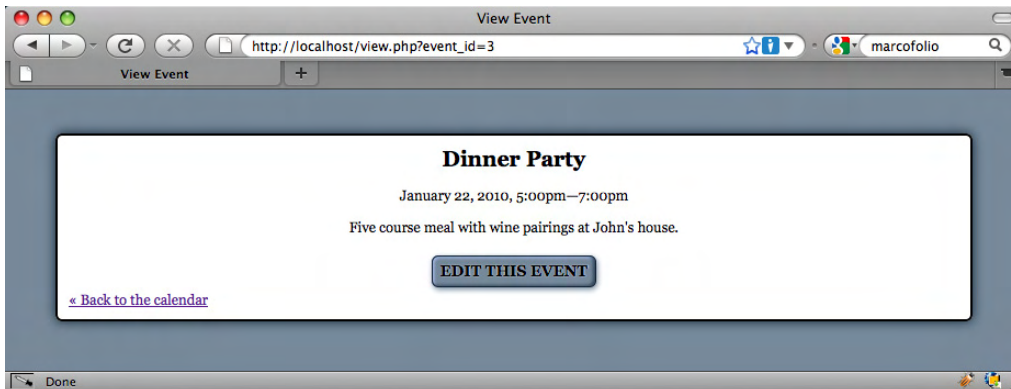 View Event
http://localhost/view.php?event_id=3
marcofolio
View Event
Dinner Party
January 22, 2010, 5:00pm—7:00pm
Five course meal with wine pairings at John's house.
EDIT THIS EVENT
« Back to the calendar
Done